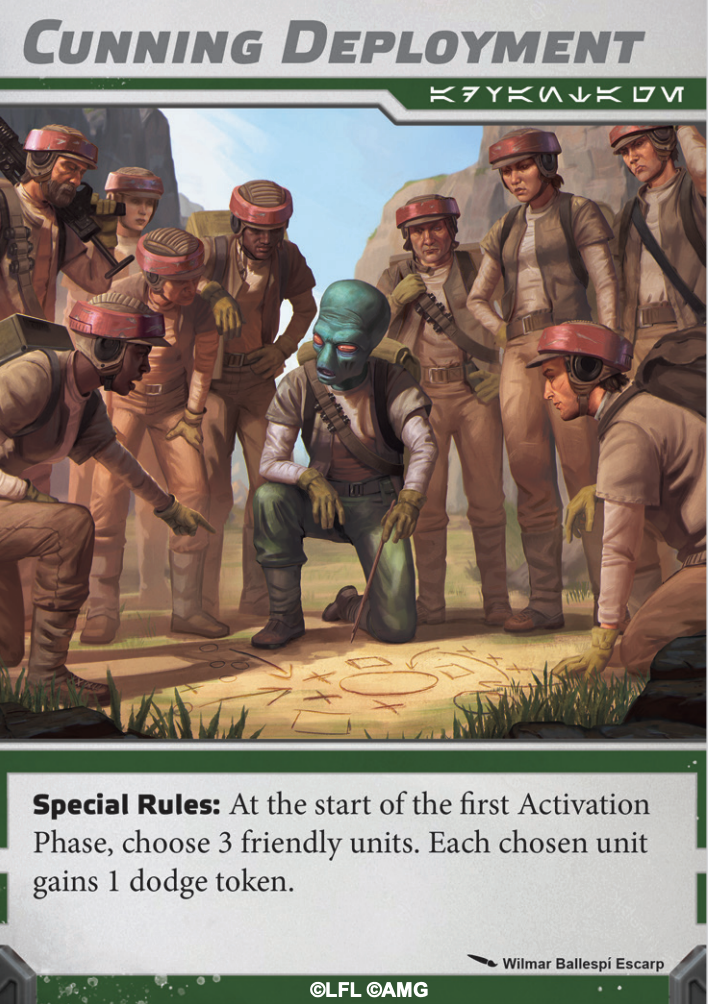 CUNNING DEPLOYMENT
Special Rules: At the start of the first Activation
Phase, choose 3 friendly units. Each chosen unit
gains 1 dodge token.
Wilmar Ballespí Escarp
©LFL ©AMG